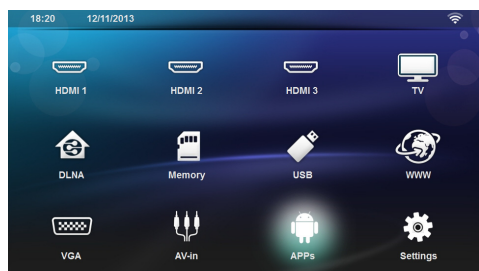 18:20 12/11/2013
HDMI 1 HDMI 2 HDMI 3 TV
DLNA Memory USB WWW
VGA AV-in APPs Settings